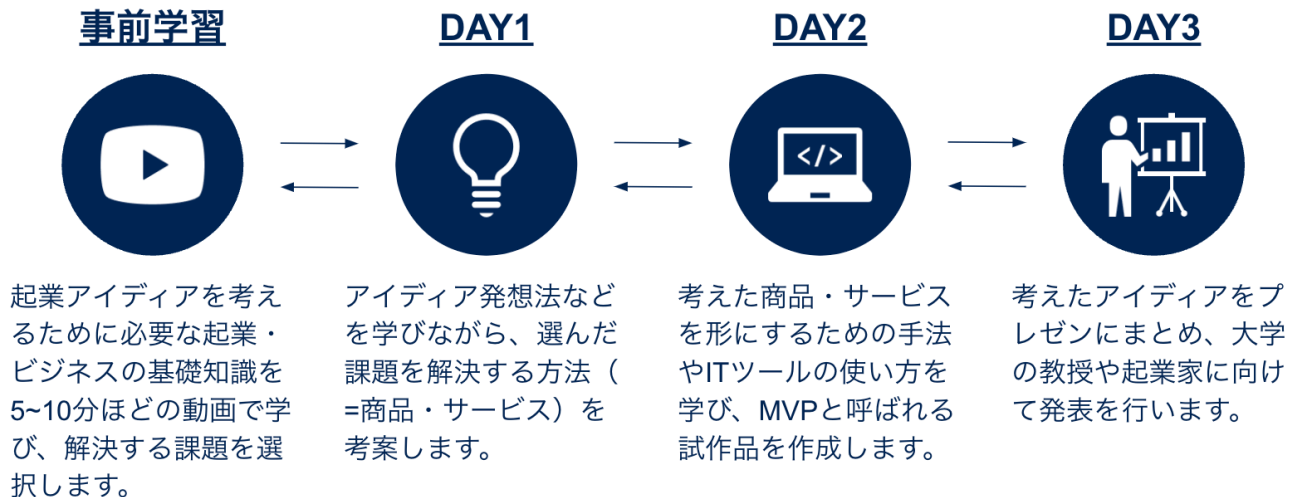 事前学習
起業アイディアを考え
るために必要な起業・
ビジネスの基礎知識を
5~10分ほどの動画で学
び、解決する課題を選
択します。
DAY1
アイディア発想法など
を学びながら、選んだ
課題を解決する方法（
=商品・サービス）を
考案します。
DAY2
</>
考えた商品・サービス
を形にするための手法
やITツールの使い方を
学び、MVPと呼ばれる
試作品を作成します。
DAY3
考えたアイディアをプ
レゼンにまとめ、大学
の教授や起業家に向け
て発表を行います。